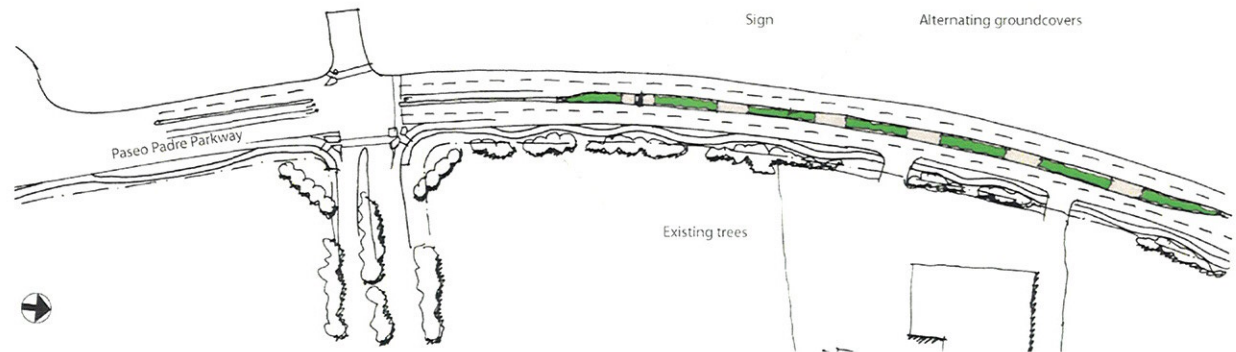 Sign
Alternating groundcovers
Paseo Padre Parkway
Existing trees